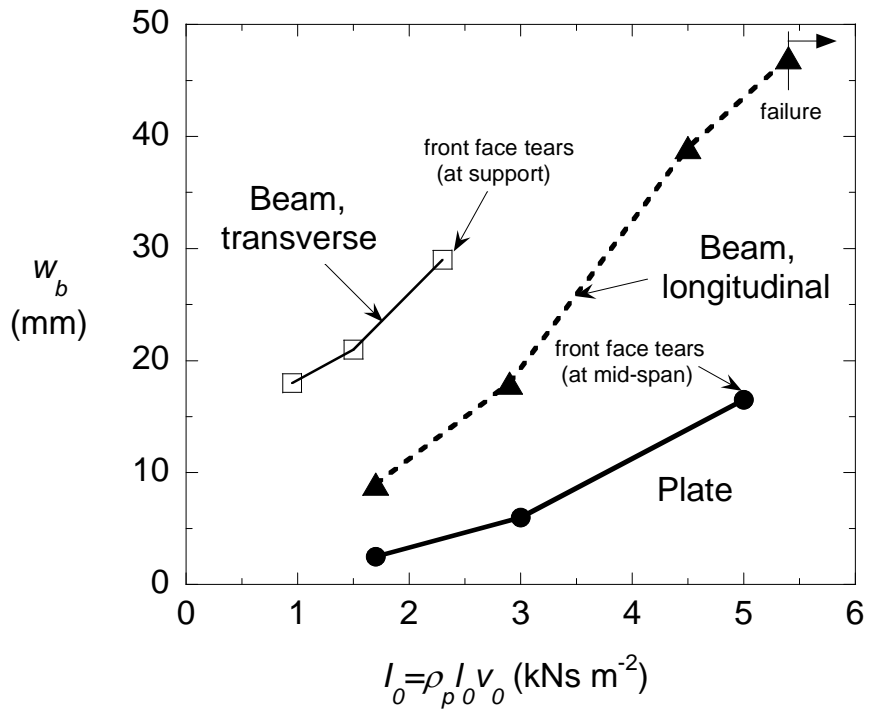 50
40
30
20
10
0
w_b
(mm)
failure
front face tears
(at support)
Beam,
transverse
Beam,
longitudinal
front face tears
(at mid-span)
Plate
0 1 2 3 4 5 6
I_0=ρ_p l_0 v_0 (kNs m^-2)